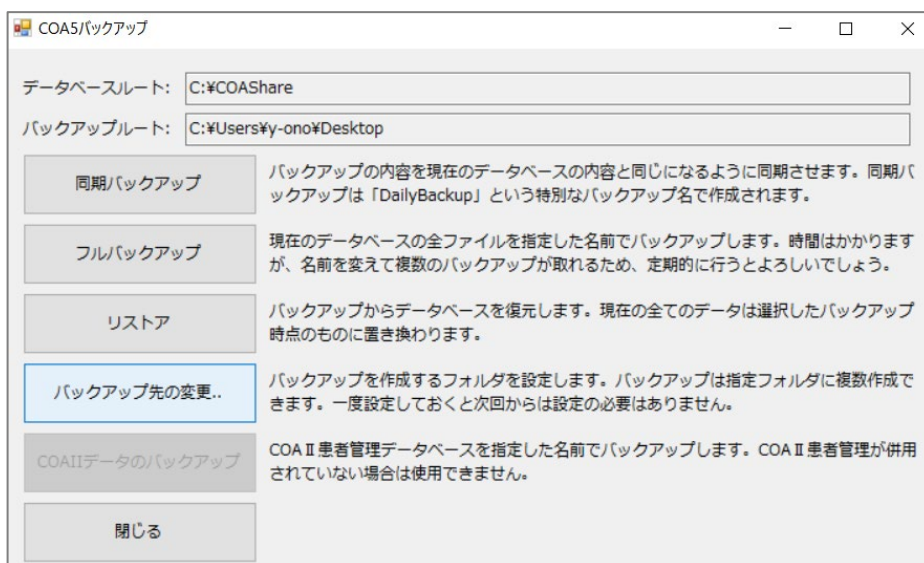 COA5バックアップ
データベースルート: C:¥COAShare
バックアップルート: C:¥Users¥y-ono¥Desktop
同期バックアップ
バックアップの内容を現在のデータベースの内容と同じになるように同期させます。同期バ
ックアップは「DailyBackup」という特別なバックアップ名で作成されます。
フルバックアップ
現在のデータベースの全ファイルを指定した名前でバックアップします。時間はかかります
が、名前を変えて複数のバックアップが取れるため、定期的に行うとよろしいでしょう。
リストア
バックアップからデータベースを復元します。現在の全てのデータは選択したバックアップ
時点のものに置き換わります。
バックアップ先の変更..
バックアップを作成するフォルダを設定します。バックアップは指定フォルダに複数作成で
きます。一度設定しておくと次回からは設定の必要はありません。
COAIIデータのバックアップ
COAⅡ患者管理データベースを指定した名前でバックアップします。COAⅡ患者管理が併用
されていない場合は使用できません。
閉じる